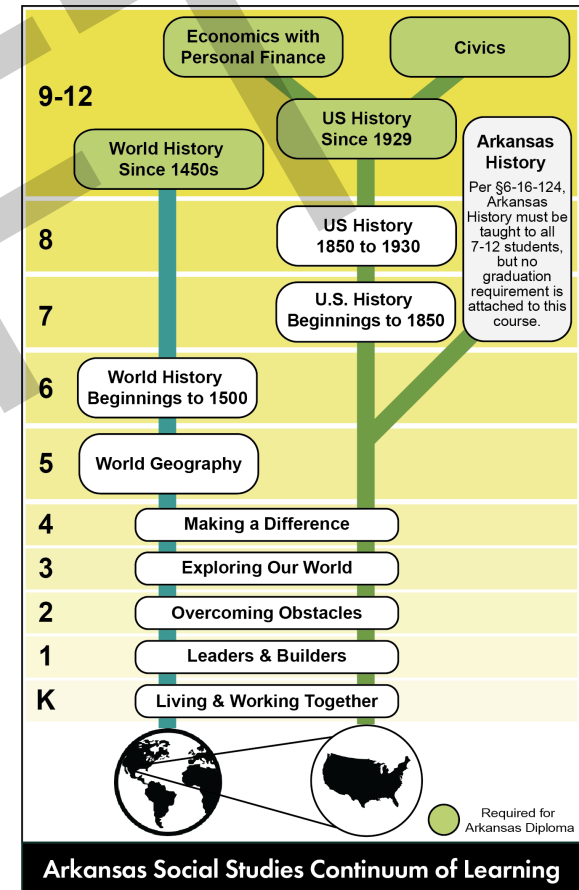 Economics with
Personal Finance
Civics
9-12
US History
Since 1929
World History
Since 1450s
Arkansas
History
Per §6-16-124,
Arkansas
History must be
taught to all
7-12 students,
but no
graduation
requirement is
attached to this
course.
8
US History
1850 to 1930
7
U.S. History
Beginnings to 1850
6
World History
Beginnings to 1500
5
World Geography
4
Making a Difference
3
Exploring Our World
2
Overcoming Obstacles
1
Leaders & Builders
K
Living & Working Together
Required for
Arkansas Diploma
Arkansas Social Studies Continuum of Learning